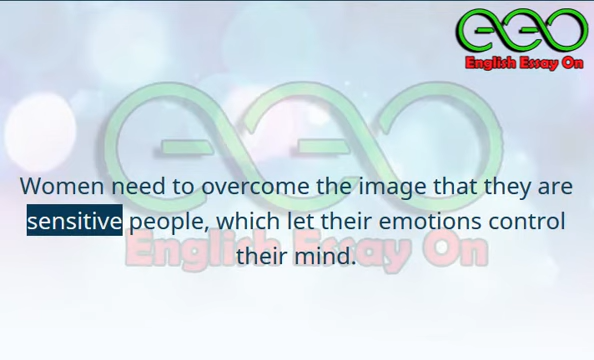 English Essay On
Women need to overcome the image that they are
sensitive people, which let their emotions control
their mind.
English Essay On